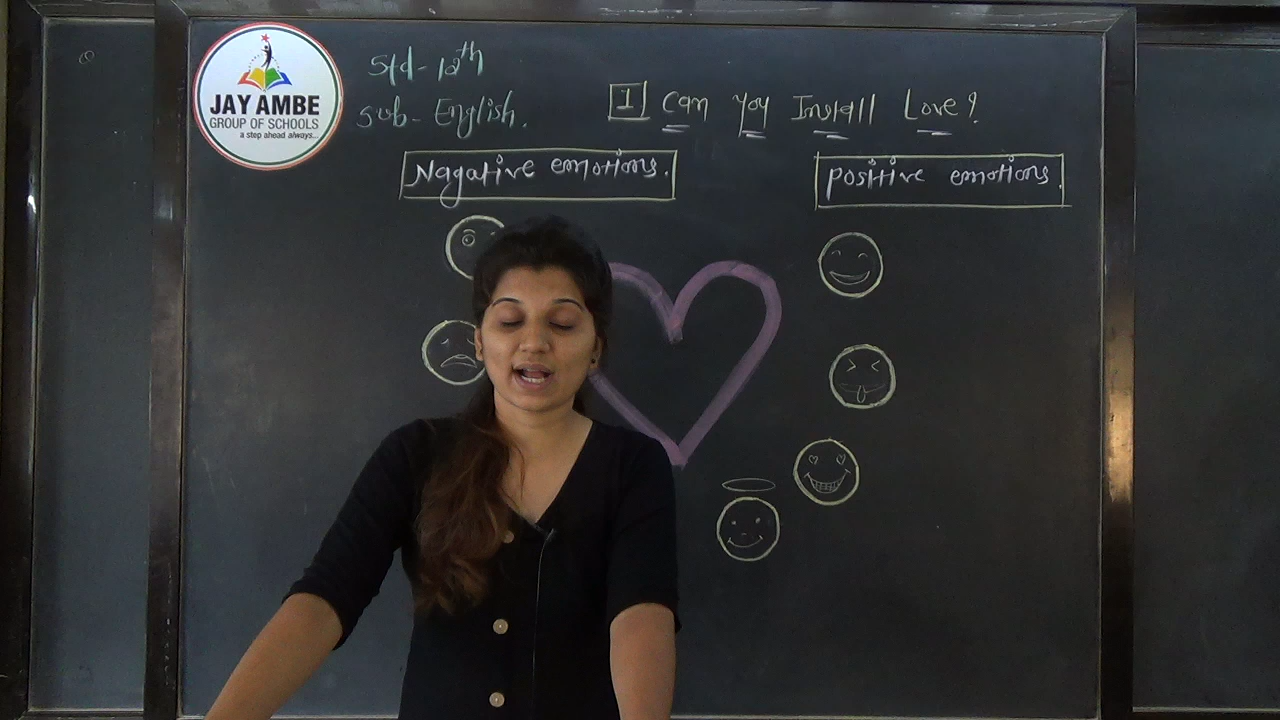 JAY AMBE
GROUP OF SCHOOLS
a step ahead always...
Std - 12th
Sub - English.
1 Can you Install Love?
Nagative emotions.
Positive emotions.